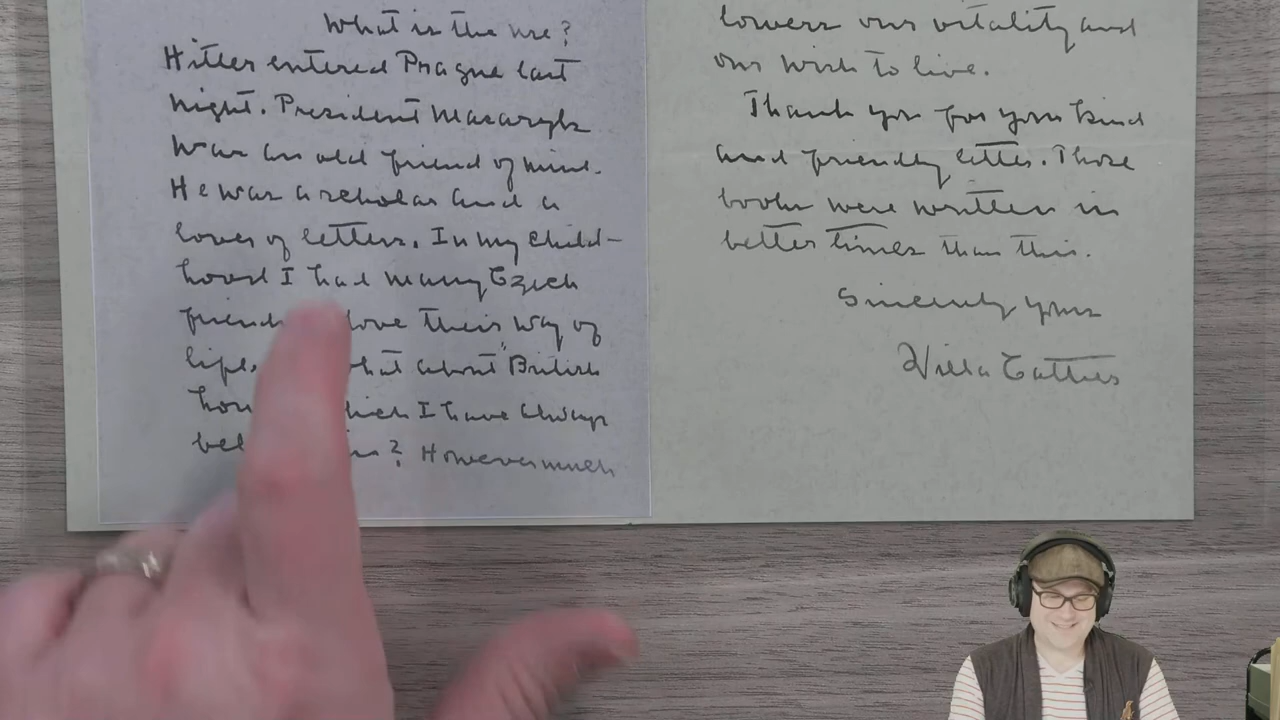 What is the use?
Hitler entered Prague last
night. President Masaryk
was an old friend of mine.
He was a scholar and a
lover of letters. In my child-
hood I had many Czech
friends love their way of
life. what about "British
I have always
? However much
lowers our vitality and
our wish to live.
Thank you for your kind
and friendly letter. Those
books were written in
better times than this.
Sincerely yours
Willa Cather